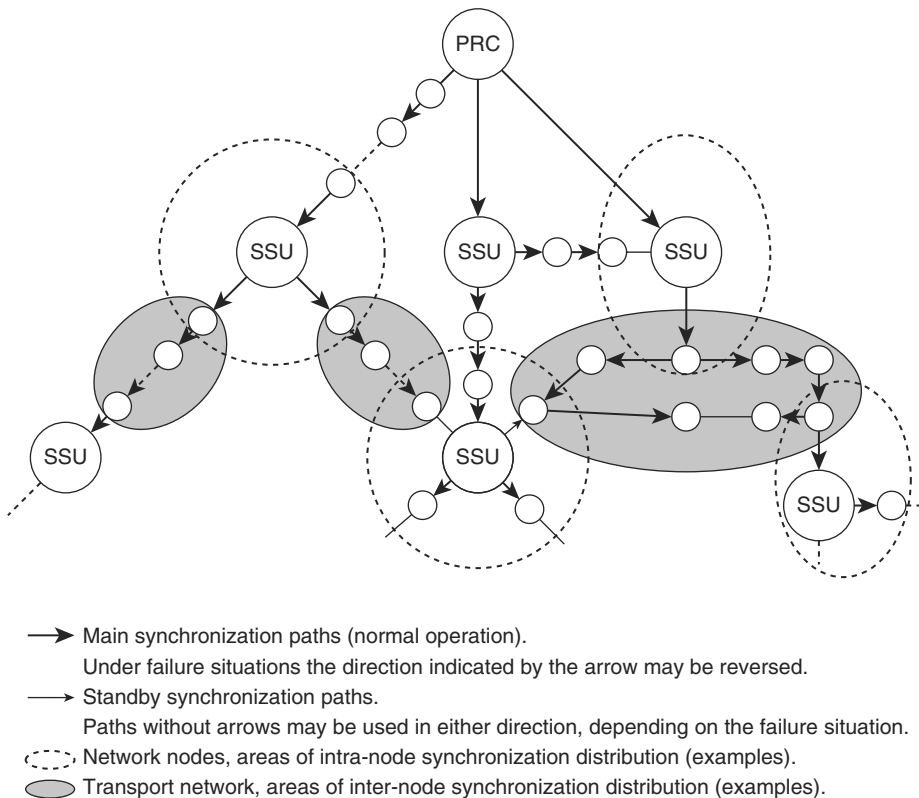 PRC
SSU
SSU
SSU
SSU
SSU
SSU
Main synchronization paths (normal operation).
Under failure situations the direction indicated by the arrow may be reversed.
Standby synchronization paths.
Paths without arrows may be used in either direction, depending on the failure situation.
Network nodes, areas of intra-node synchronization distribution (examples).
Transport network, areas of inter-node synchronization distribution (examples).